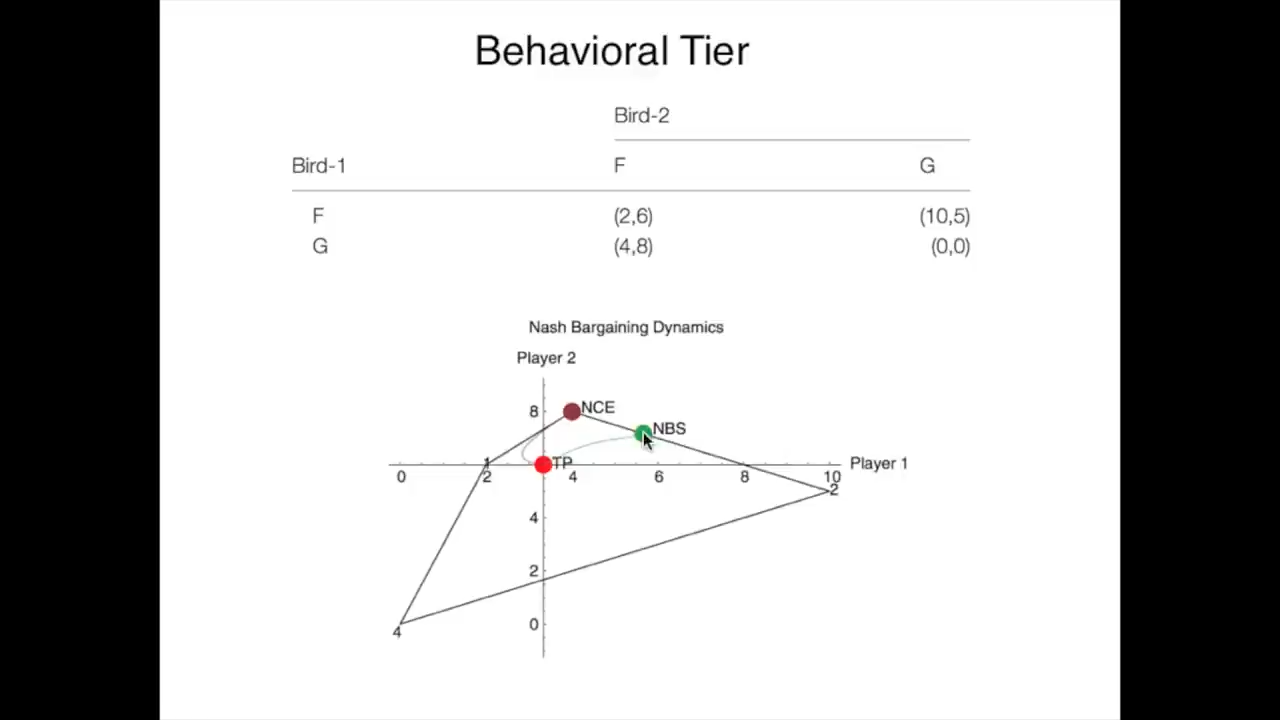 Behavioral Tier
Bird-2
Bird-1 F G
F (2,6) (10,5)
G (4,8) (0,0)
Nash Bargaining Dynamics
Player 2
8 NCE
NBS
1 TP Player 1
0 2 4 6 8 10
2
4
2
0
4